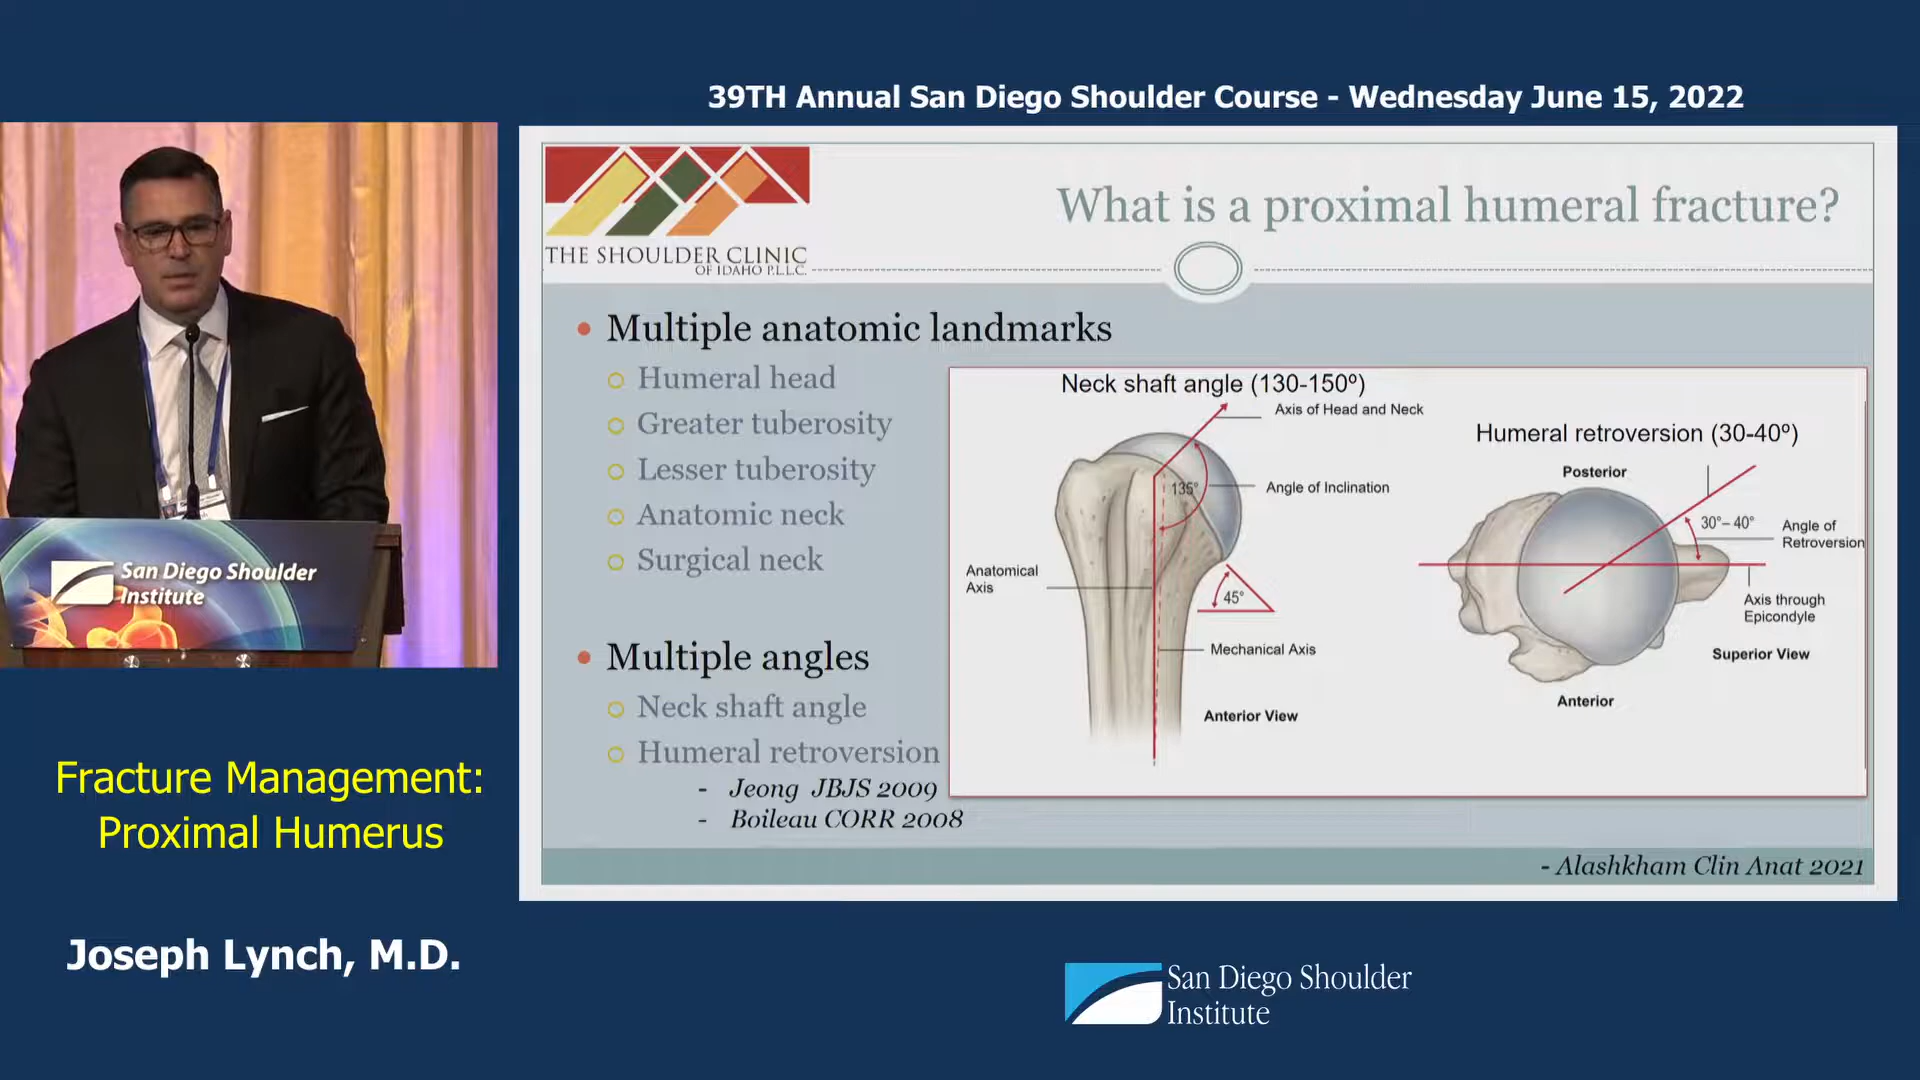 39TH Annual San Diego Shoulder Course - Wednesday June 15, 2022
THE SHOULDER CLINIC
OF IDAHO P.L.L.C.
What is a proximal humeral fracture?
• Multiple anatomic landmarks
Humeral head
Greater tuberosity
Lesser tuberosity
Anatomic neck
Surgical neck
• Multiple angles
Neck shaft angle
Humeral retroversion
- Jeong JBJS 2009
- Boileau CORR 2008
Neck shaft angle (130-150º)
Axis of Head and Neck
135°
Angle of Inclination
Anatomical
Axis
45°
Mechanical Axis
Anterior View
Humeral retroversion (30-40º)
Posterior
30°– 40°
Angle of
Retroversion
Axis through
Epicondyle
Superior View
Anterior
- Alashkham Clin Anat 2021
San Diego Shoulder
Institute
Fracture Management:
Proximal Humerus
Joseph Lynch, M.D.
San Diego Shoulder
Institute